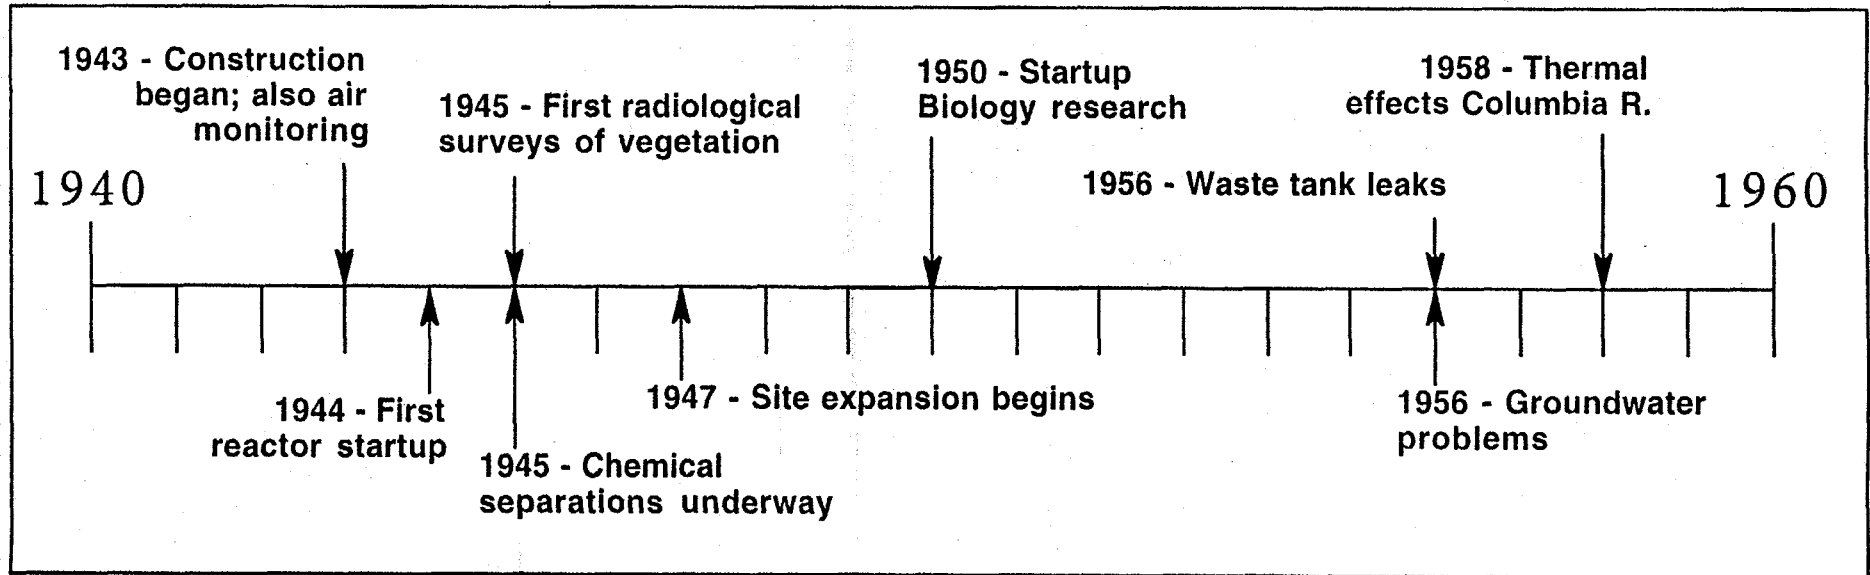 1943 - Construction
began; also air
monitoring
1945 - First radiological
surveys of vegetation
1950 - Startup
Biology research
1958 - Thermal
effects Columbia R.
1956 - Waste tank leaks
1940
1960
1944 - First
reactor startup
1945 - Chemical
separations underway
1947 - Site expansion begins
1956 - Groundwater
problems